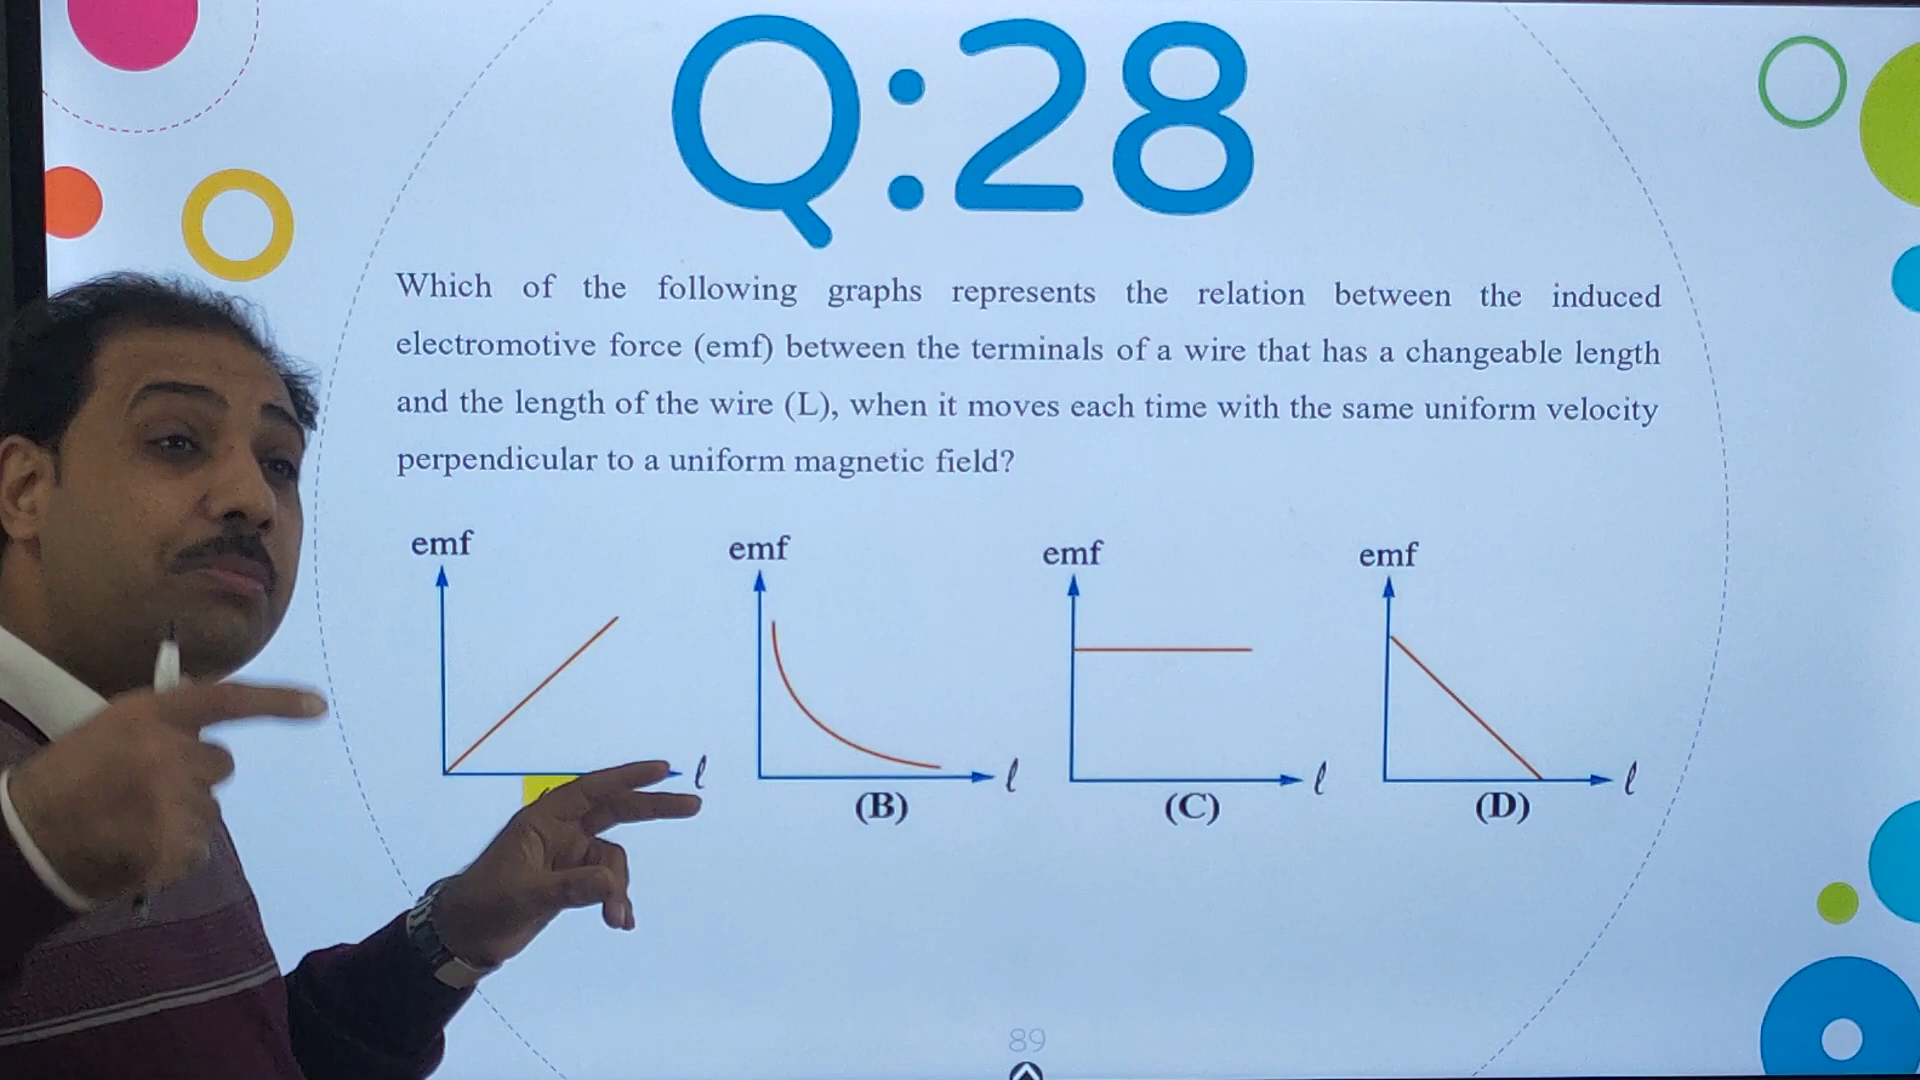 Q:28
Which of the following graphs represents the relation between the induced
electromotive force (emf) between the terminals of a wire that has a changeable length
and the length of the wire (L), when it moves each time with the same uniform velocity
perpendicular to a uniform magnetic field?
emf emf emf emf
ℓ ℓ ℓ ℓ
(B) (C) (D)
89